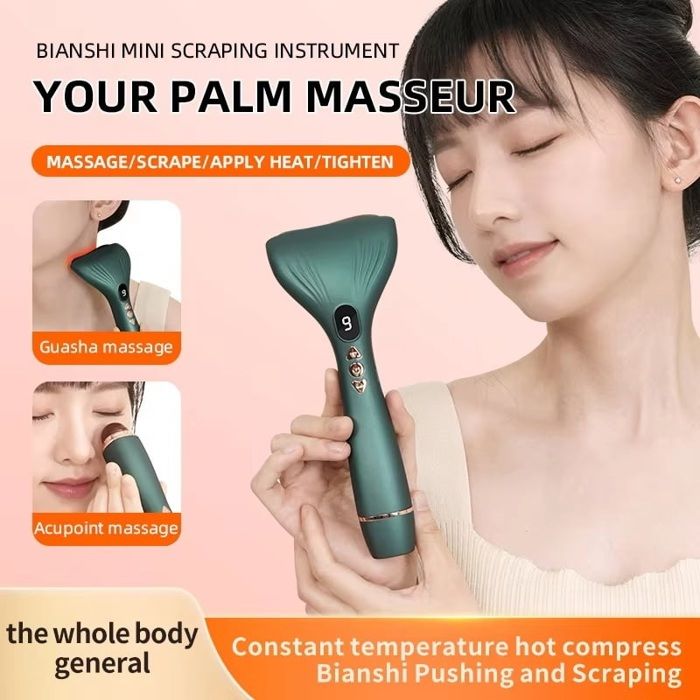 BIANSHI MINI SCRAPING INSTRUMENT
YOUR PALM MASSEUR
MASSAGE/SCRAPE/APPLY HEAT/TIGHTEN
9
Guasha massage
Acupoint massage
the whole body
general
Constant temperature hot compress
Bianshi Pushing and Scraping